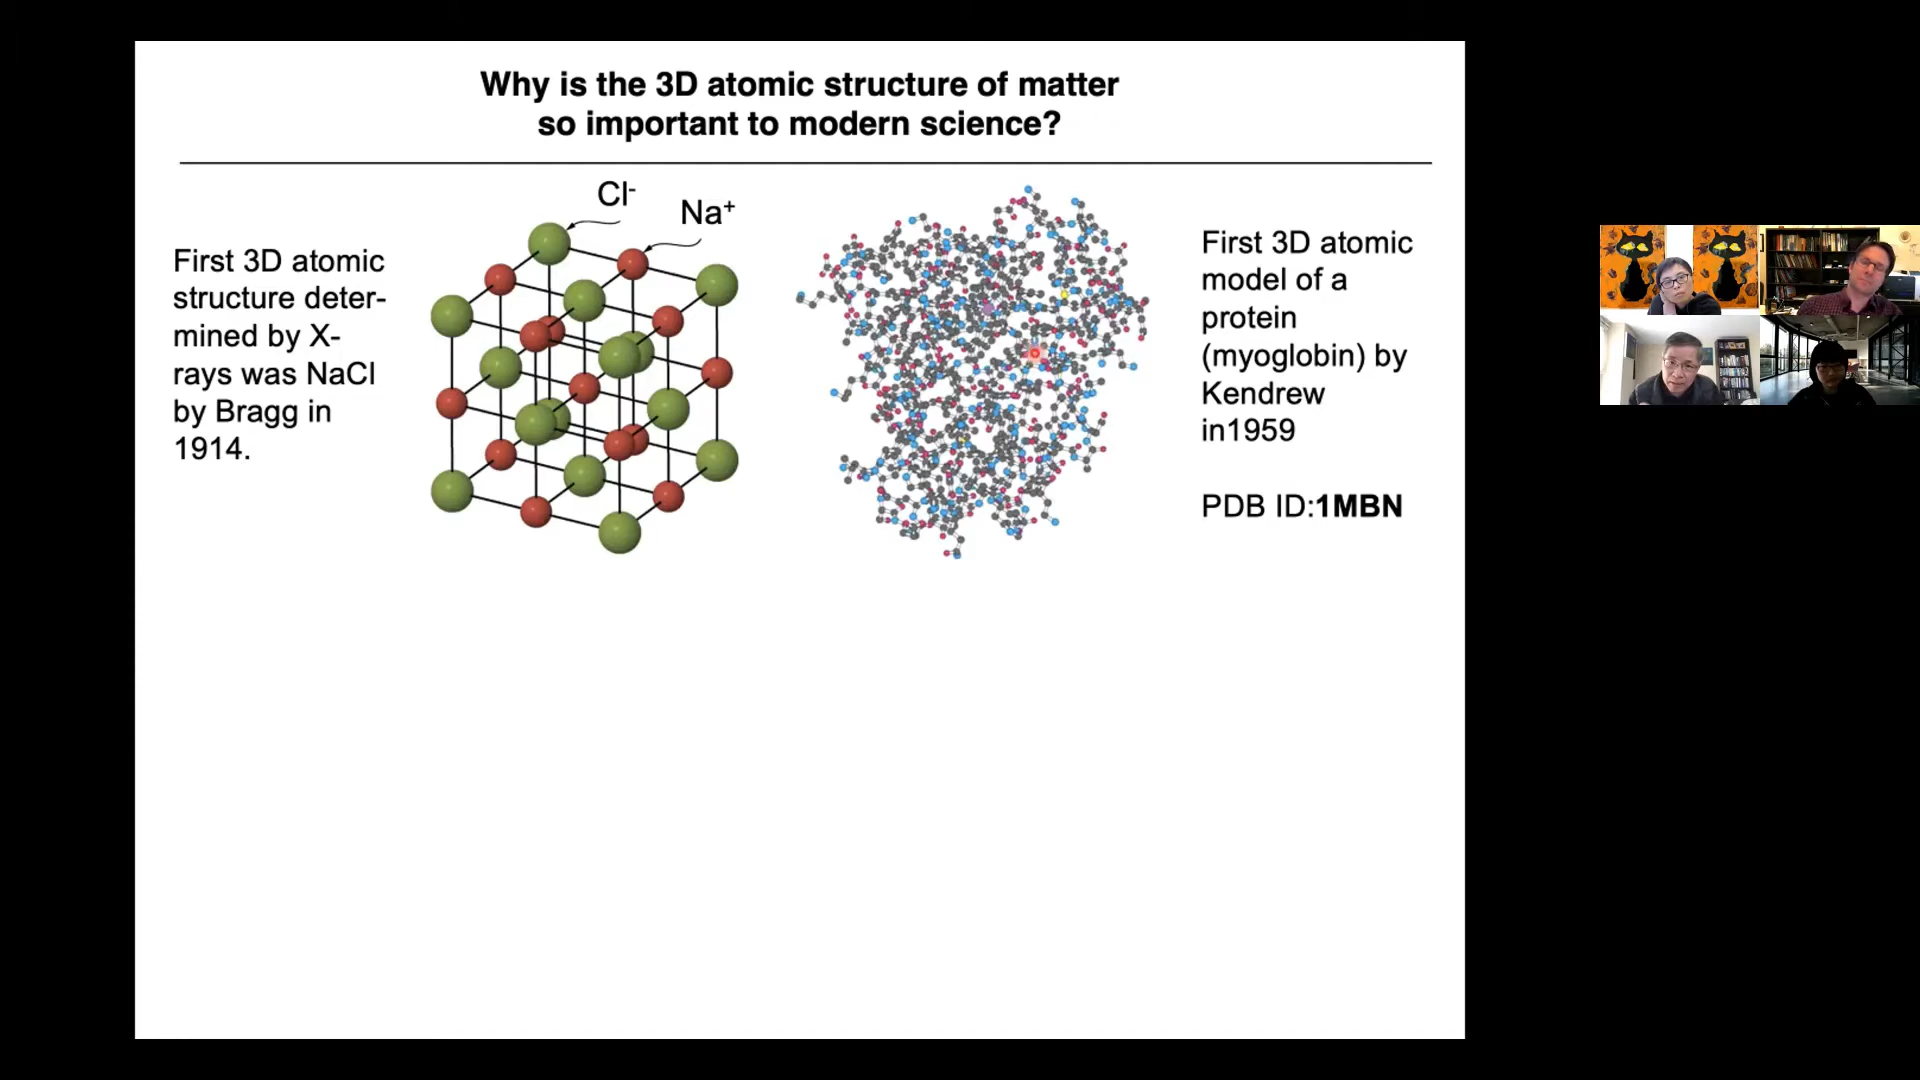 Why is the 3D atomic structure of matter
so important to modern science?
Cl-
Na+
First 3D atomic
structure deter-
mined by X-
rays was NaCl
by Bragg in
1914.
First 3D atomic
model of a
protein
(myoglobin) by
Kendrew
in1959
PDB ID:1MBN